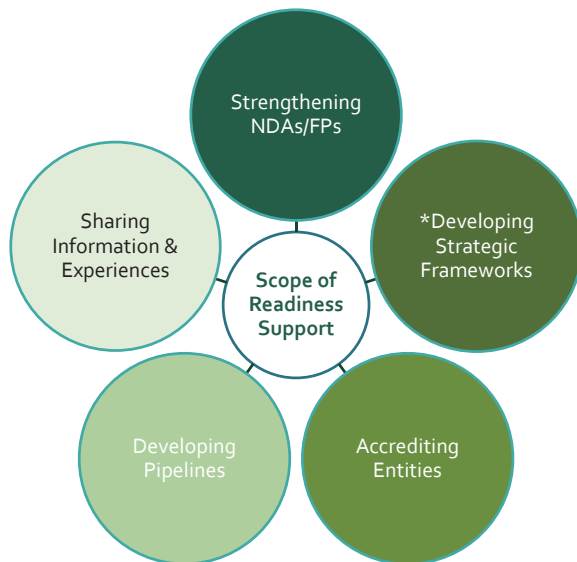 Strengthening
NDAs/FPs
*Developing
Strategic
Frameworks
Accrediting
Entities
Developing
Pipelines
Sharing
Information &
Experiences
Scope of
Readiness
Support